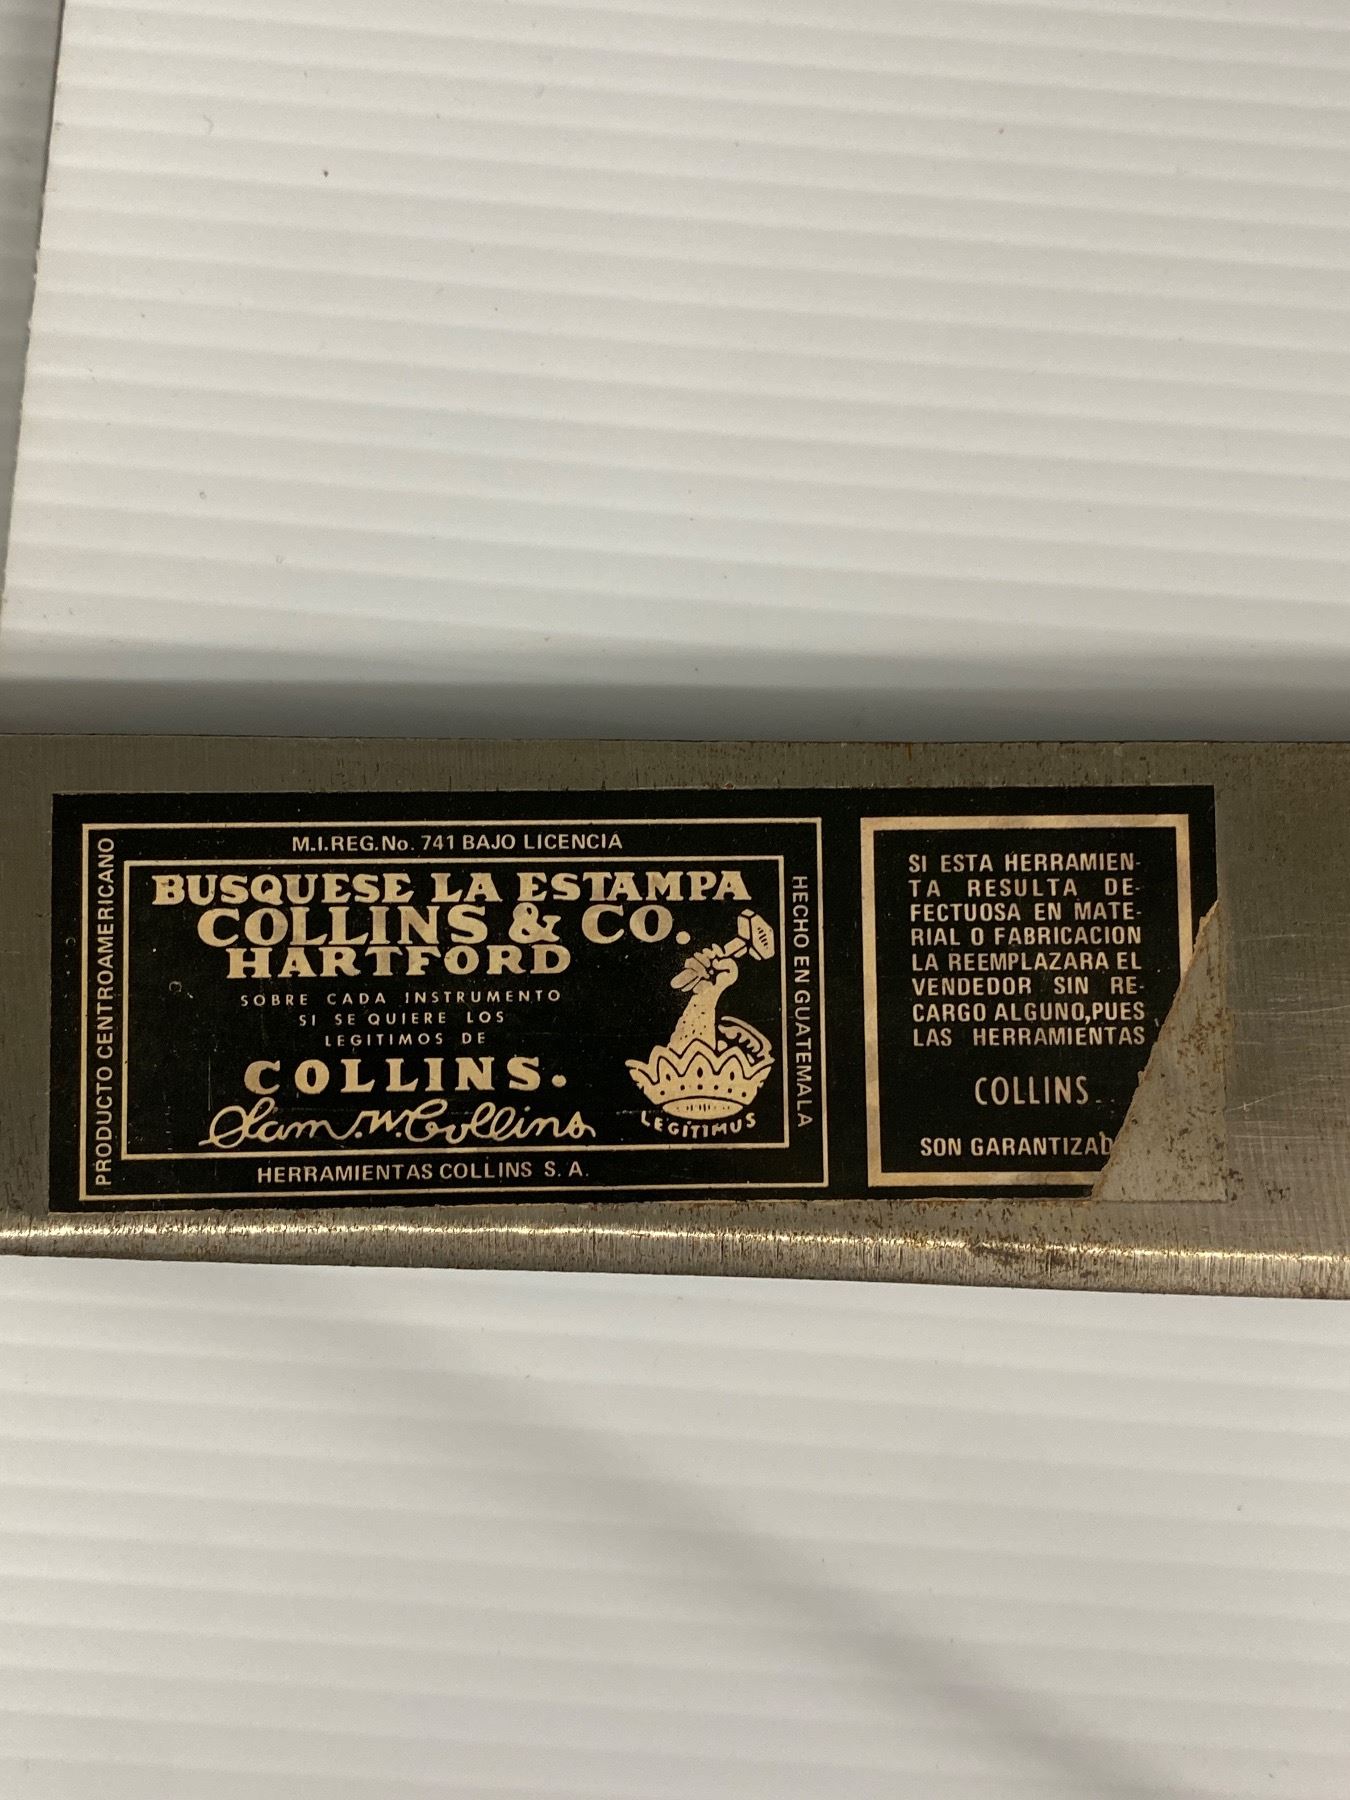 PRODUCTO CENTROAMERICANO
M.I.REG.No. 741 BAJO LICENCIA
BUSQUESE LA ESTAMPA
COLLINS & CO.
HARTFORD
SOBRE CADA INSTRUMENTO
SI SE QUIERE LOS
LEGITIMOS DE
COLLINS.
Sam. W. Collins
LEGITIMUS
HERRAMIENTAS COLLINS S. A.
HECHO EN GUATEMALA
SI ESTA HERRAMIEN-
TA RESULTA DE-
FECTUOSA EN MATE-
RIAL O FABRICACION
LA REEMPLAZARA EL
VENDEDOR SIN RE-
CARGO ALGUNO,PUES
LAS HERRAMIENTAS
COLLINS
SON GARANTIZAD